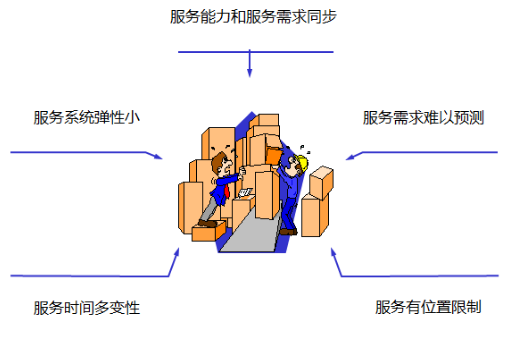 服务能力和服务需求同步
服务系统弹性小
服务需求难以预测
服务时间多变性
服务有位置限制